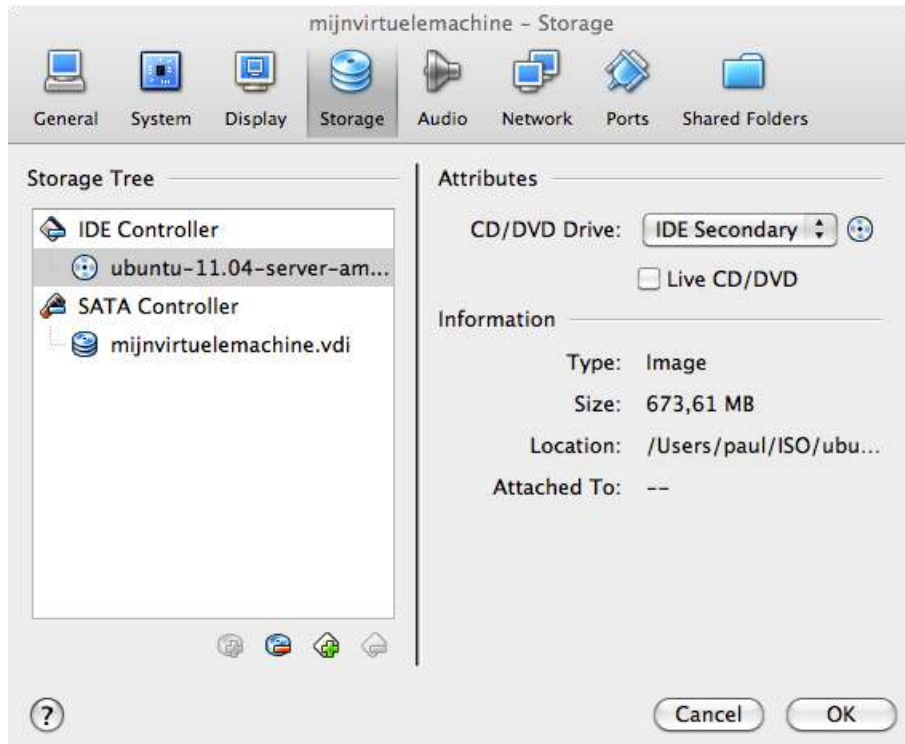 mijnvirtuelemachine – Storage
General System Display Storage Audio Network Ports Shared Folders
Storage Tree
IDE Controller
ubuntu-11.04-server-am...
SATA Controller
mijnvirtuelemachine.vdi
Attributes
CD/DVD Drive: IDE Secondary
Live CD/DVD
Information
Type: Image
Size: 673,61 MB
Location: /Users/paul/ISO/ubu...
Attached To: --
?
Cancel OK